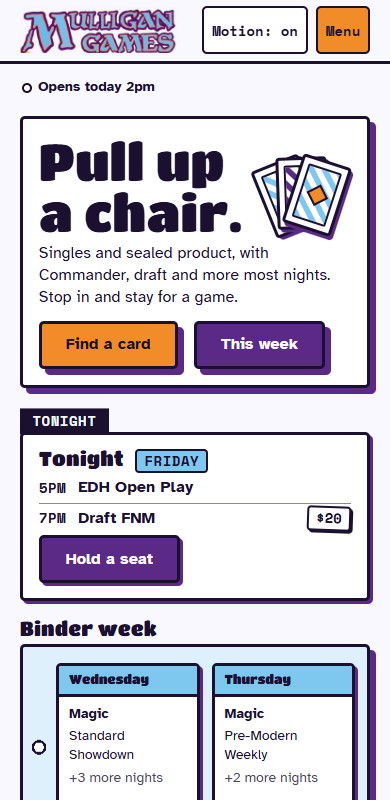 MULLIGAN
GAMES
Motion: on
Menu
Opens today 2pm
Pull up
a chair.
Singles and sealed product, with
Commander, draft and more most nights.
Stop in and stay for a game.
Find a card
This week
TONIGHT
Tonight
FRIDAY
5PM EDH Open Play
7PM Draft FNM
$20
Hold a seat
Binder week
Wednesday
Magic
Standard
Showdown
+3 more nights
Thursday
Magic
Pre-Modern
Weekly
+2 more nights